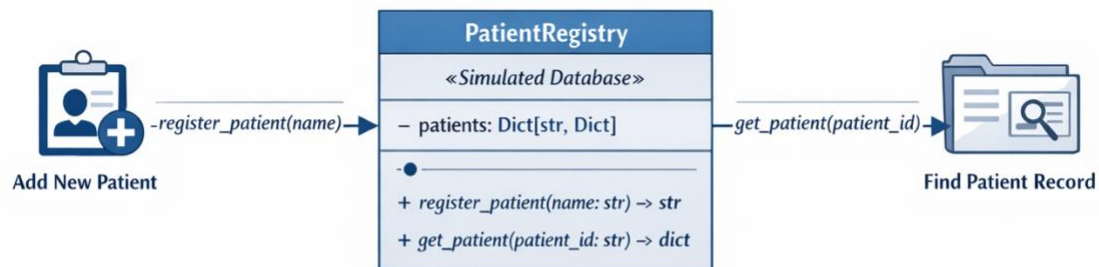 PatientRegistry
«Simulated Database»
– patients: Dict[str, Dict]
+ register_patient(name: str) → str
+ get_patient(patient_id: str) → dict
-register_patient(name)
Add New Patient
get_patient(patient_id)
Find Patient Record